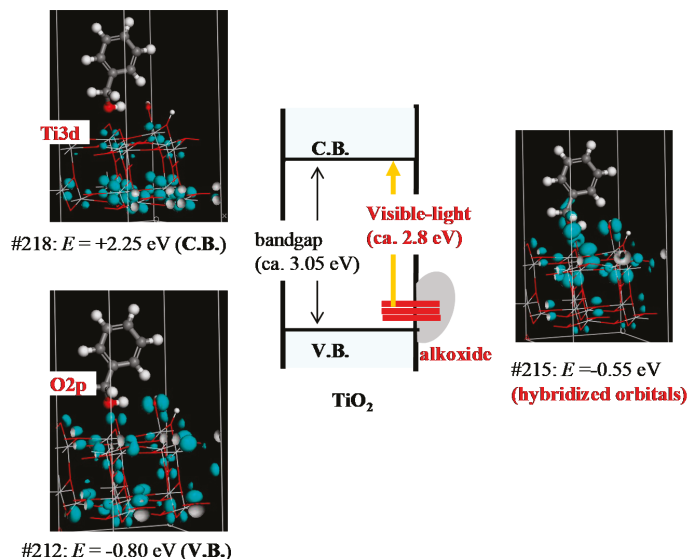 Ti3d
#218: E = +2.25 eV (C.B.)
O2p
#212: E = -0.80 eV (V.B.)
C.B.
bandgap
(ca. 3.05 eV)
Visible-light
(ca. 2.8 eV)
V.B.
alkoxide
TiO2
#215: E =-0.55 eV
(hybridized orbitals)